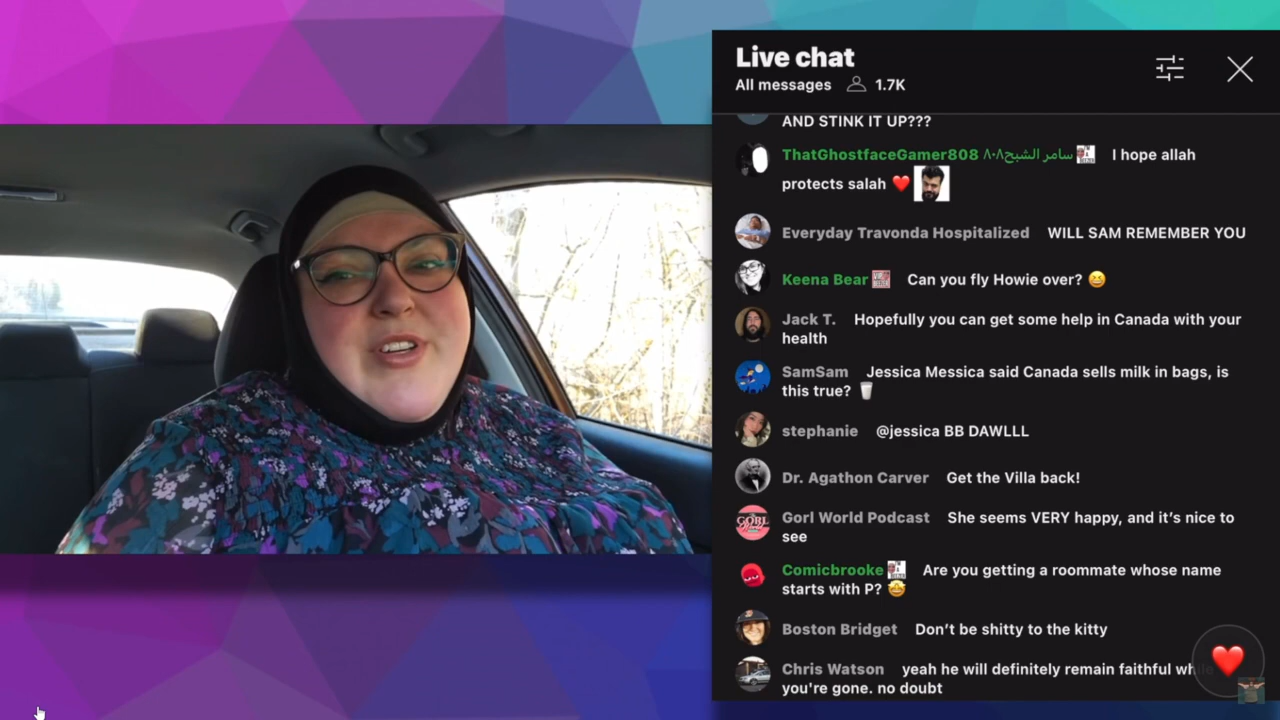 Live chat
All messages 1.7K
AND STINK IT UP???
ThatGhostfaceGamer808 سامر الشبح٨٠٨ I hope allah
protects salah ❤️
Everyday Travonda Hospitalized WILL SAM REMEMBER YOU
Keena Bear Can you fly Howie over? 😆
Jack T. Hopefully you can get some help in Canada with your
health
SamSam Jessica Messica said Canada sells milk in bags, is
this true? 🥛
stephanie @jessica BB DAWLLL
Dr. Agathon Carver Get the Villa back!
Gorl World Podcast She seems VERY happy, and it’s nice to
see
Comicbrooke Are you getting a roommate whose name
starts with P? 🤩
Boston Bridget Don’t be shitty to the kitty
Chris Watson yeah he will definitely remain faithful
you're gone. no doubt